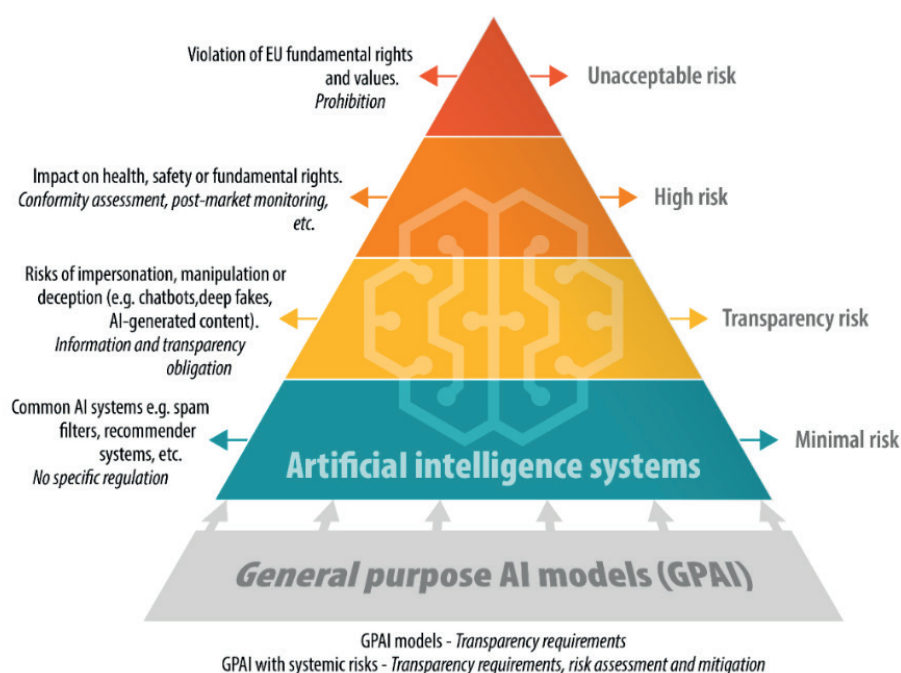 Violation of EU fundamental rights
and values.
Prohibition
Unacceptable risk
Impact on health, safety or fundamental rights.
Conformity assessment, post-market monitoring,
etc.
High risk
Risks of impersonation, manipulation or
deception (e.g. chatbots,deep fakes,
AI-generated content).
Information and transparency
obligation
Transparency risk
Common AI systems e.g. spam
filters, recommender
systems, etc.
No specific regulation
Minimal risk
Artificial intelligence systems
General purpose AI models (GPAI)
GPAI models - Transparency requirements
GPAI with systemic risks - Transparency requirements, risk assessment and mitigation